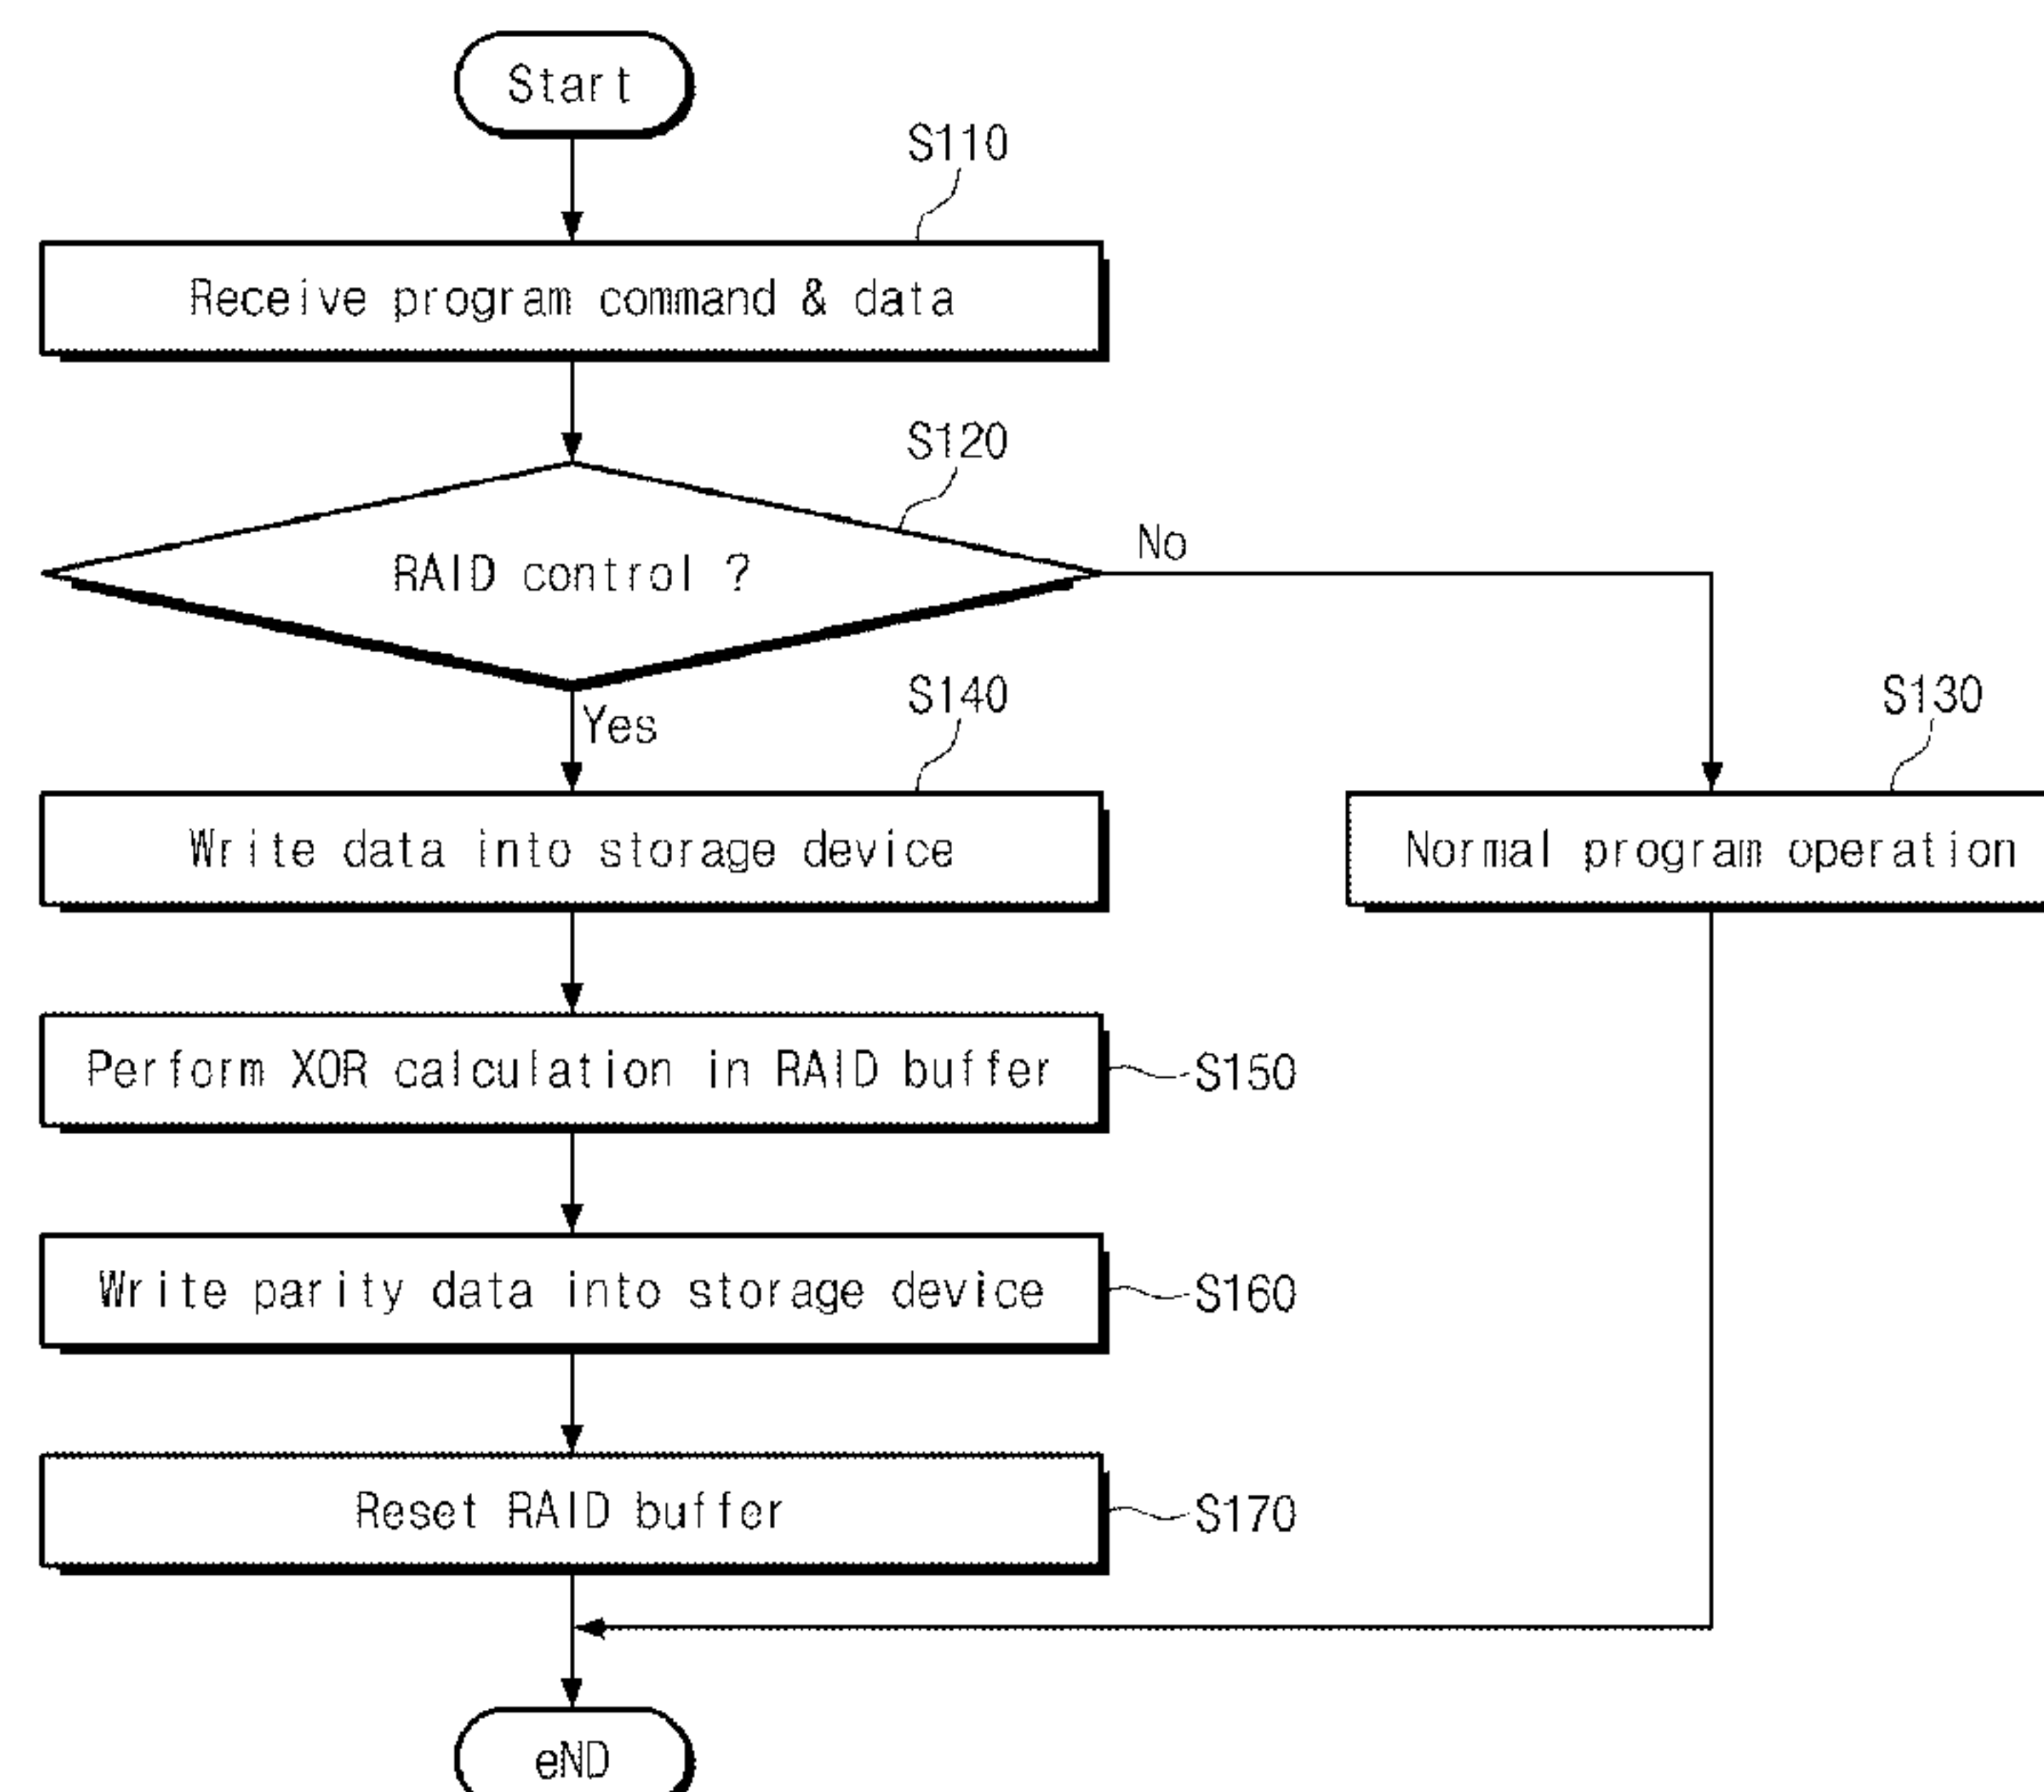 Start
S110
Receive program command & data
S120
RAID control ?
No
Yes
S140
S130
Write data into storage device
Normal program operation
Perform XOR calculation in RAID buffer
S150
Write parity data into storage device
S160
Reset RAID buffer
S170
eND